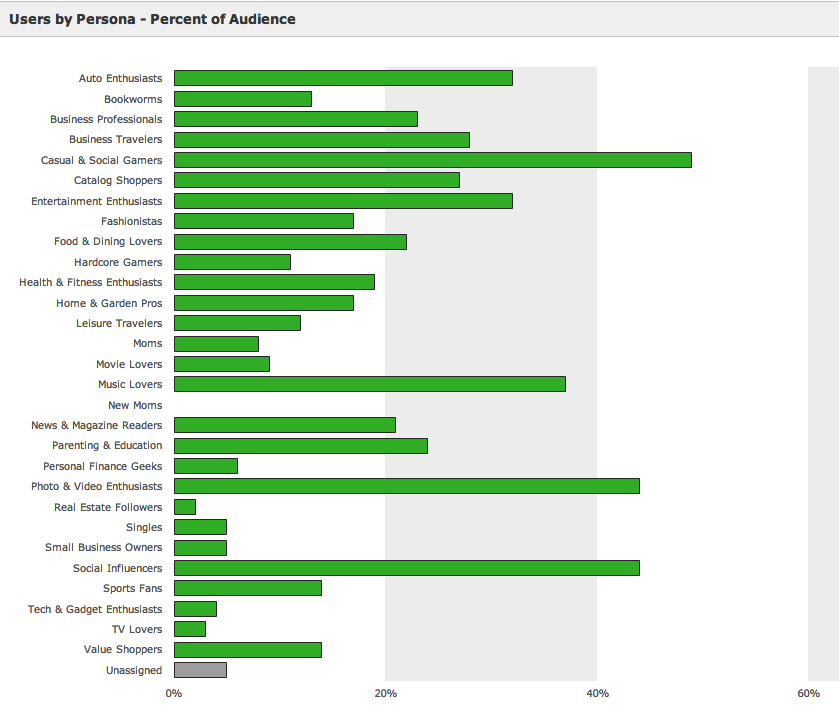 Users by Persona - Percent of Audience
Auto Enthusiasts
Bookworms
Business Professionals
Business Travelers
Casual & Social Gamers
Catalog Shoppers
Entertainment Enthusiasts
Fashionistas
Food & Dining Lovers
Hardcore Gamers
Health & Fitness Enthusiasts
Home & Garden Pros
Leisure Travelers
Moms
Movie Lovers
Music Lovers
New Moms
News & Magazine Readers
Parenting & Education
Personal Finance Geeks
Photo & Video Enthusiasts
Real Estate Followers
Singles
Small Business Owners
Social Influencers
Sports Fans
Tech & Gadget Enthusiasts
TV Lovers
Value Shoppers
Unassigned
0% 20% 40% 60%